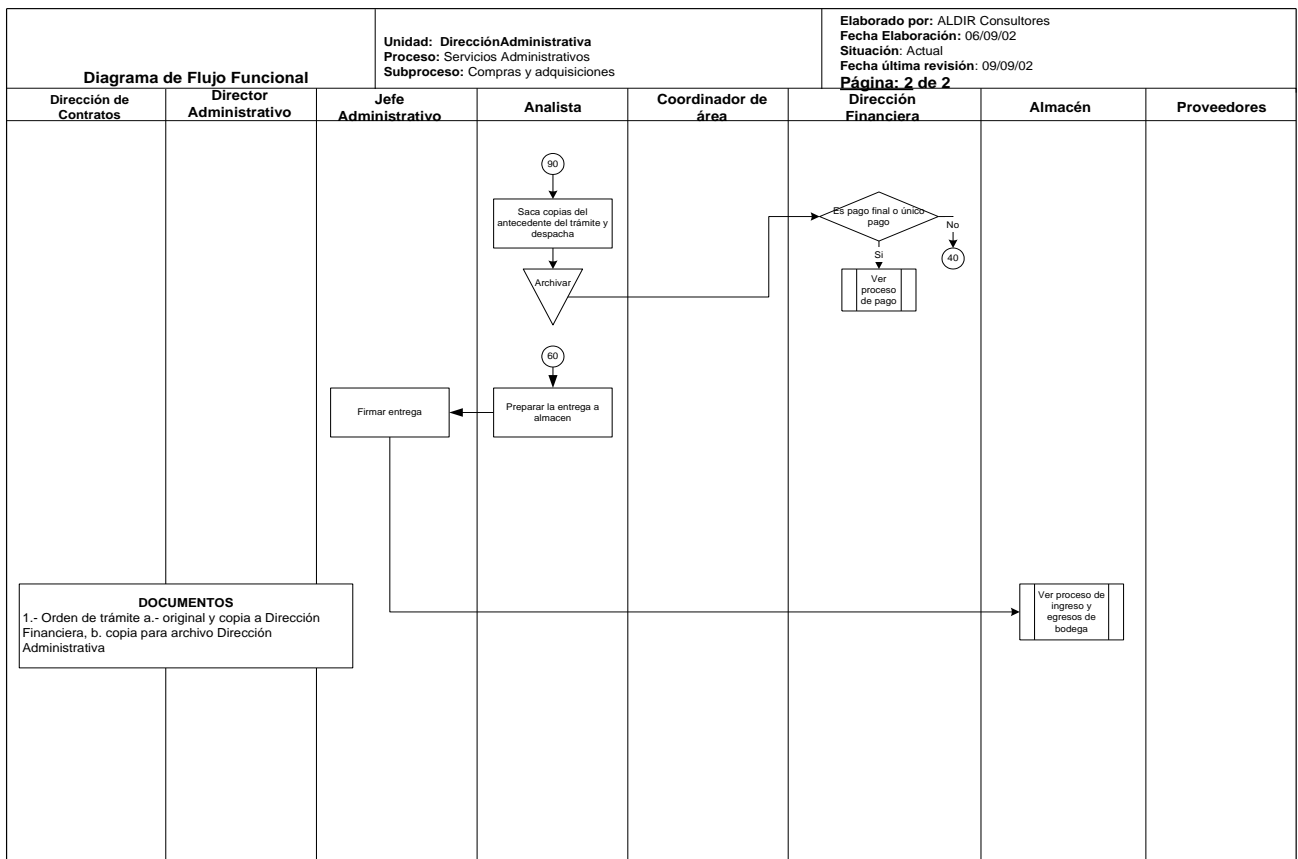 Diagrama de Flujo Funcional
Unidad: DirecciónAdministrativa
Proceso: Servicios Administrativos
Subproceso: Compras y adquisiciones
Elaborado por: ALDIR Consultores
Fecha Elaboración: 06/09/02
Situación: Actual
Fecha última revisión: 09/09/02
Página: 2 de 2
Dirección de
Contratos
Director
Administrativo
Jefe
Administrativo
Analista
Coordinador de
área
Dirección
Financiera
Almacén
Proveedores
90
Saca copias del
antecedente del trámite y
despacha
Archivar
Es pago final o único
pago
No
40
Si
Ver
proceso
de pago
60
Preparar la entrega a
almacen
Firmar entrega
DOCUMENTOS
1.- Orden de trámite a.- original y copia a Dirección
Financiera, b. copia para archivo Dirección
Administrativa
Ver proceso de
ingreso y
egresos de
bodega